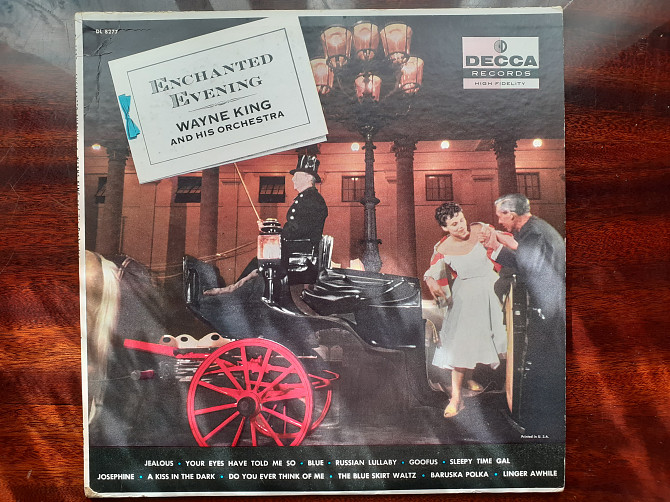 DL 8277
ENCHANTED
EVENING
WAYNE KING
AND HIS ORCHESTRA
DECCA
RECORDS
HIGH FIDELITY
Printed in U. S. A.
JEALOUS • YOUR EYES HAVE TOLD ME SO • BLUE • RUSSIAN LULLABY • GOOFUS • SLEEPY TIME GAL
JOSEPHINE • A KISS IN THE DARK • DO YOU EVER THINK OF ME • THE BLUE SKIRT WALTZ • BARUSKA POLKA • LINGER AWHILE